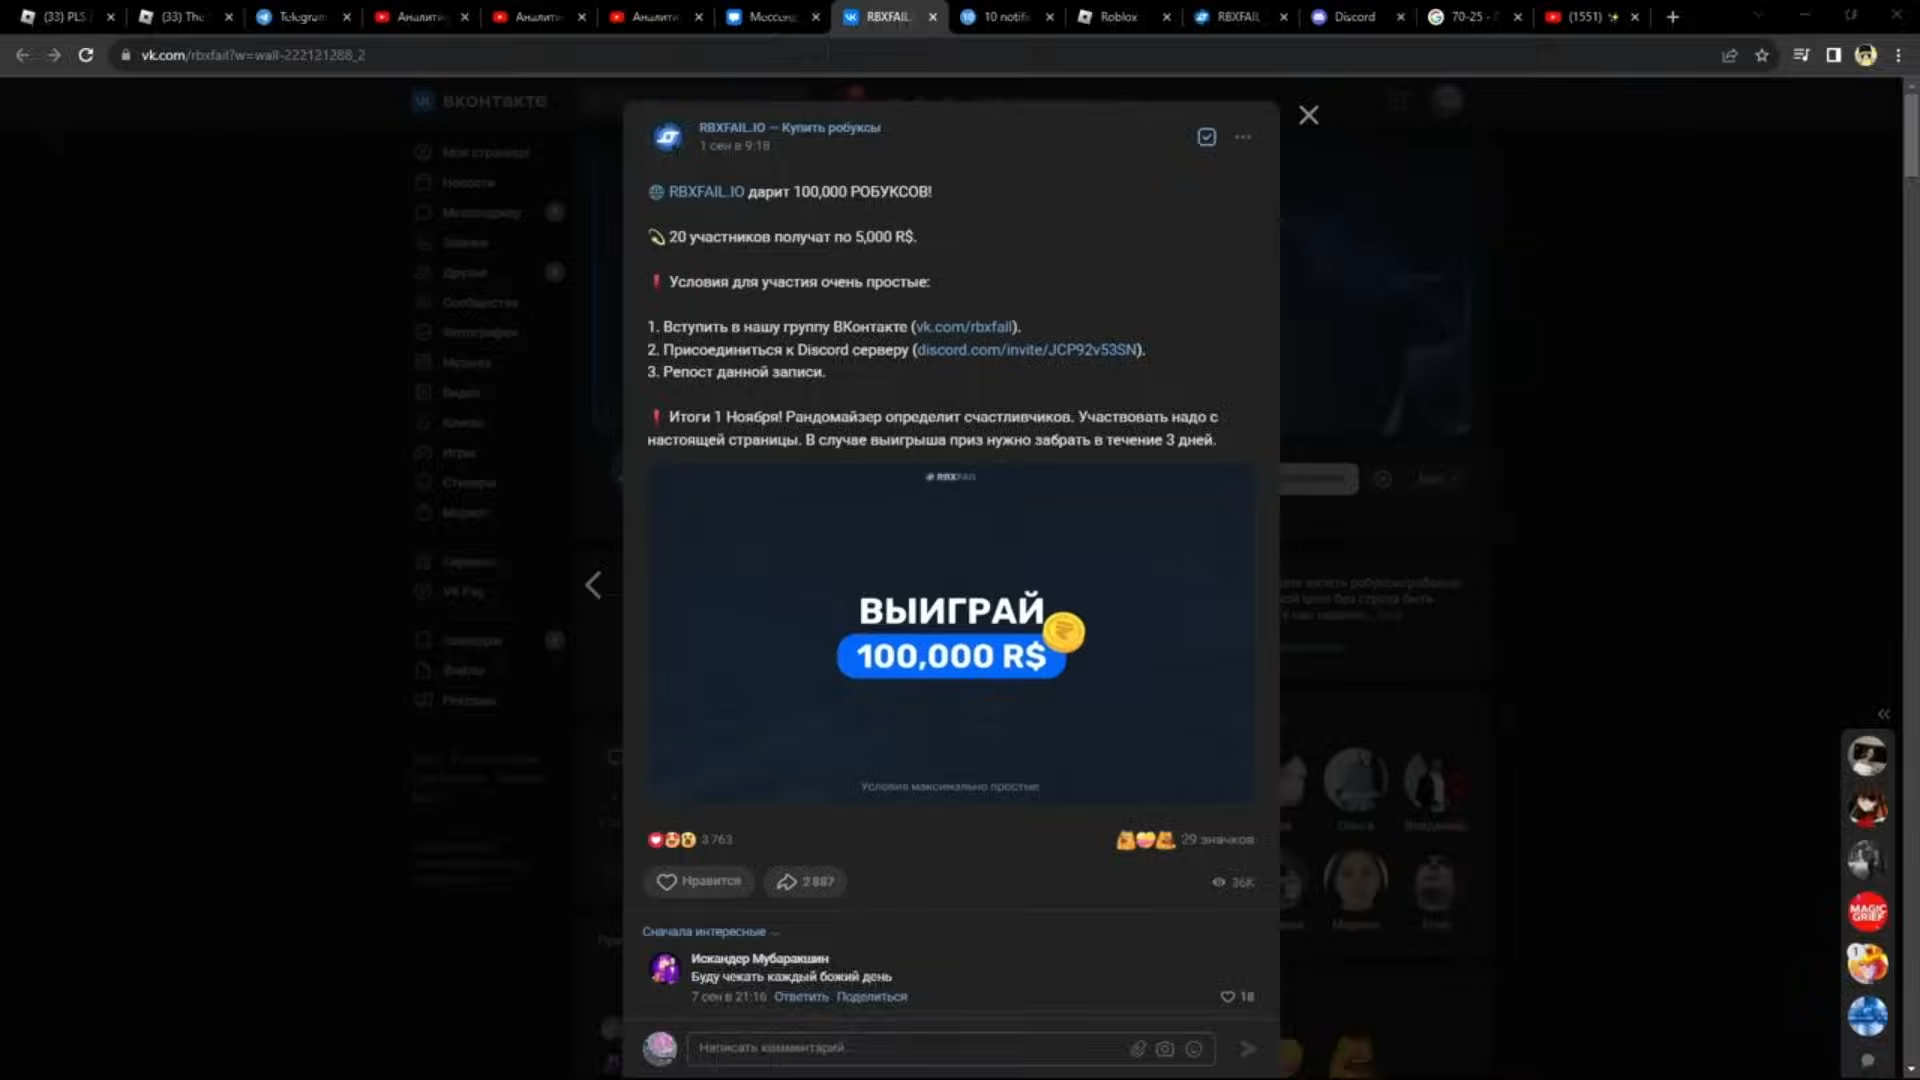 (33) PLS
(33) The
Telegram
Аналити
Аналити
Аналити
Мессенд
RBXFAIL
10 notifi
Roblox
RBXFAIL
Discord
70-25 -
(1551)
vk.com/rbxfail?w=wall-222121288_2
ВКОНТАКТЕ
Моя страница
Новости
Мессенджер
Звонки
Друзья
Сообщества
Фотографии
Музыка
Видео
Клипы
Игры
Стикеры
Маркет
Сервисы
VK Pay
Закладки
Файлы
Реклама
RBXFAIL.IO — Купить робуксы
1 сен в 9:18
RBXFAIL.IO дарит 100,000 РОБУКСОВ!
20 участников получат по 5,000 R$.
Условия для участия очень простые:
1. Вступить в нашу группу ВКонтакте (vk.com/rbxfail).
2. Присоединиться к Discord серверу (discord.com/invite/JCP92v53SN).
3. Репост данной записи.
Итоги 1 Ноября! Рандомайзер определит счастливчиков. Участвовать надо с
настоящей страницы. В случае выигрыша приз нужно забрать в течение 3 дней.
RBXFAIL
ВЫИГРАЙ
100,000 R$
Условия максимально простые
3 763
29 значков
Нравится
2 887
36K
Сначала интересные
Искандер Мубаракшин
Буду чекать каждый божий день
7 сен в 21:16 Ответить Поделиться
18
Написать комментарий...
MAGIC
GRIEF
1